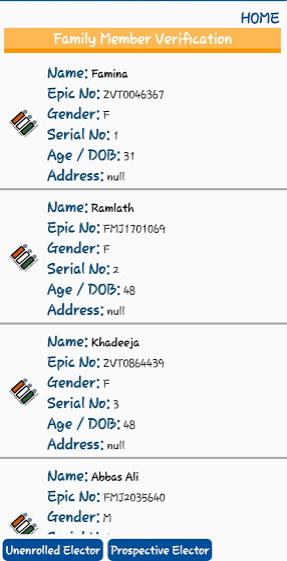 HOME
Family Member Verification
Name: Famina
Epic No: ZVT0046367
Gender: F
Serial No: 1
Age / DOB: 31
Address: null
Name: Ramlath
Epic No: FMJ1701069
Gender: F
Serial No: 2
Age / DOB: 48
Address: null
Name: Khadeeja
Epic No: ZVT0864439
Gender: F
Serial No: 3
Age / DOB: 48
Address: null
Name: Abbas Ali
Epic No: FMJ2035640
Gender: M
Unenrolled Elector Prospective Elector